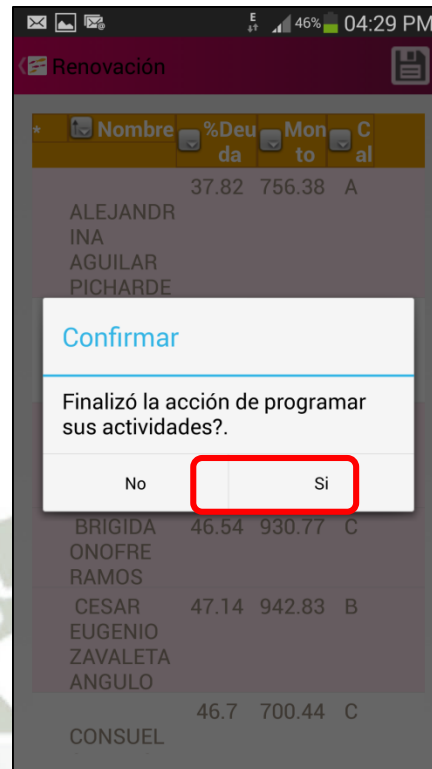 E 46% 04:29 PM
Renovación
* Nombre %Deu Mon C
da to al
37.82 756.38 A
ALEJANDR
INA
AGUILAR
PICHARDE
Confirmar
Finalizó la acción de programar
sus actividades?.
No Si
BRIGIDA 46.54 930.77 C
ONOFRE
RAMOS
CESAR 47.14 942.83 B
EUGENIO
ZAVALETA
ANGULO
46.7 700.44 C
CONSUEL